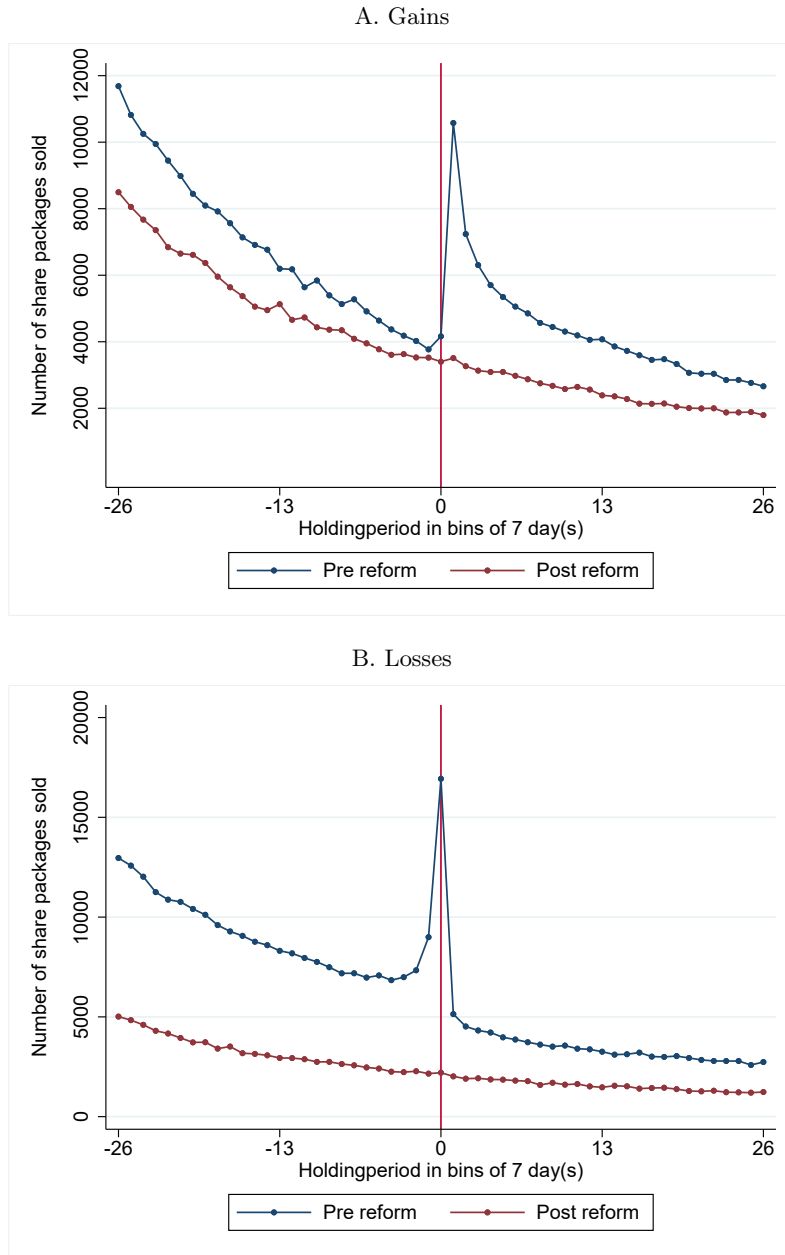 A. Gains
Number of share packages sold
12000
10000
8000
6000
4000
2000
-26 -13 0 13 26
Holdingperiod in bins of 7 day(s)
Pre reform Post reform
B. Losses
Number of share packages sold
20000
15000
10000
5000
0
-26 -13 0 13 26
Holdingperiod in bins of 7 day(s)
Pre reform Post reform